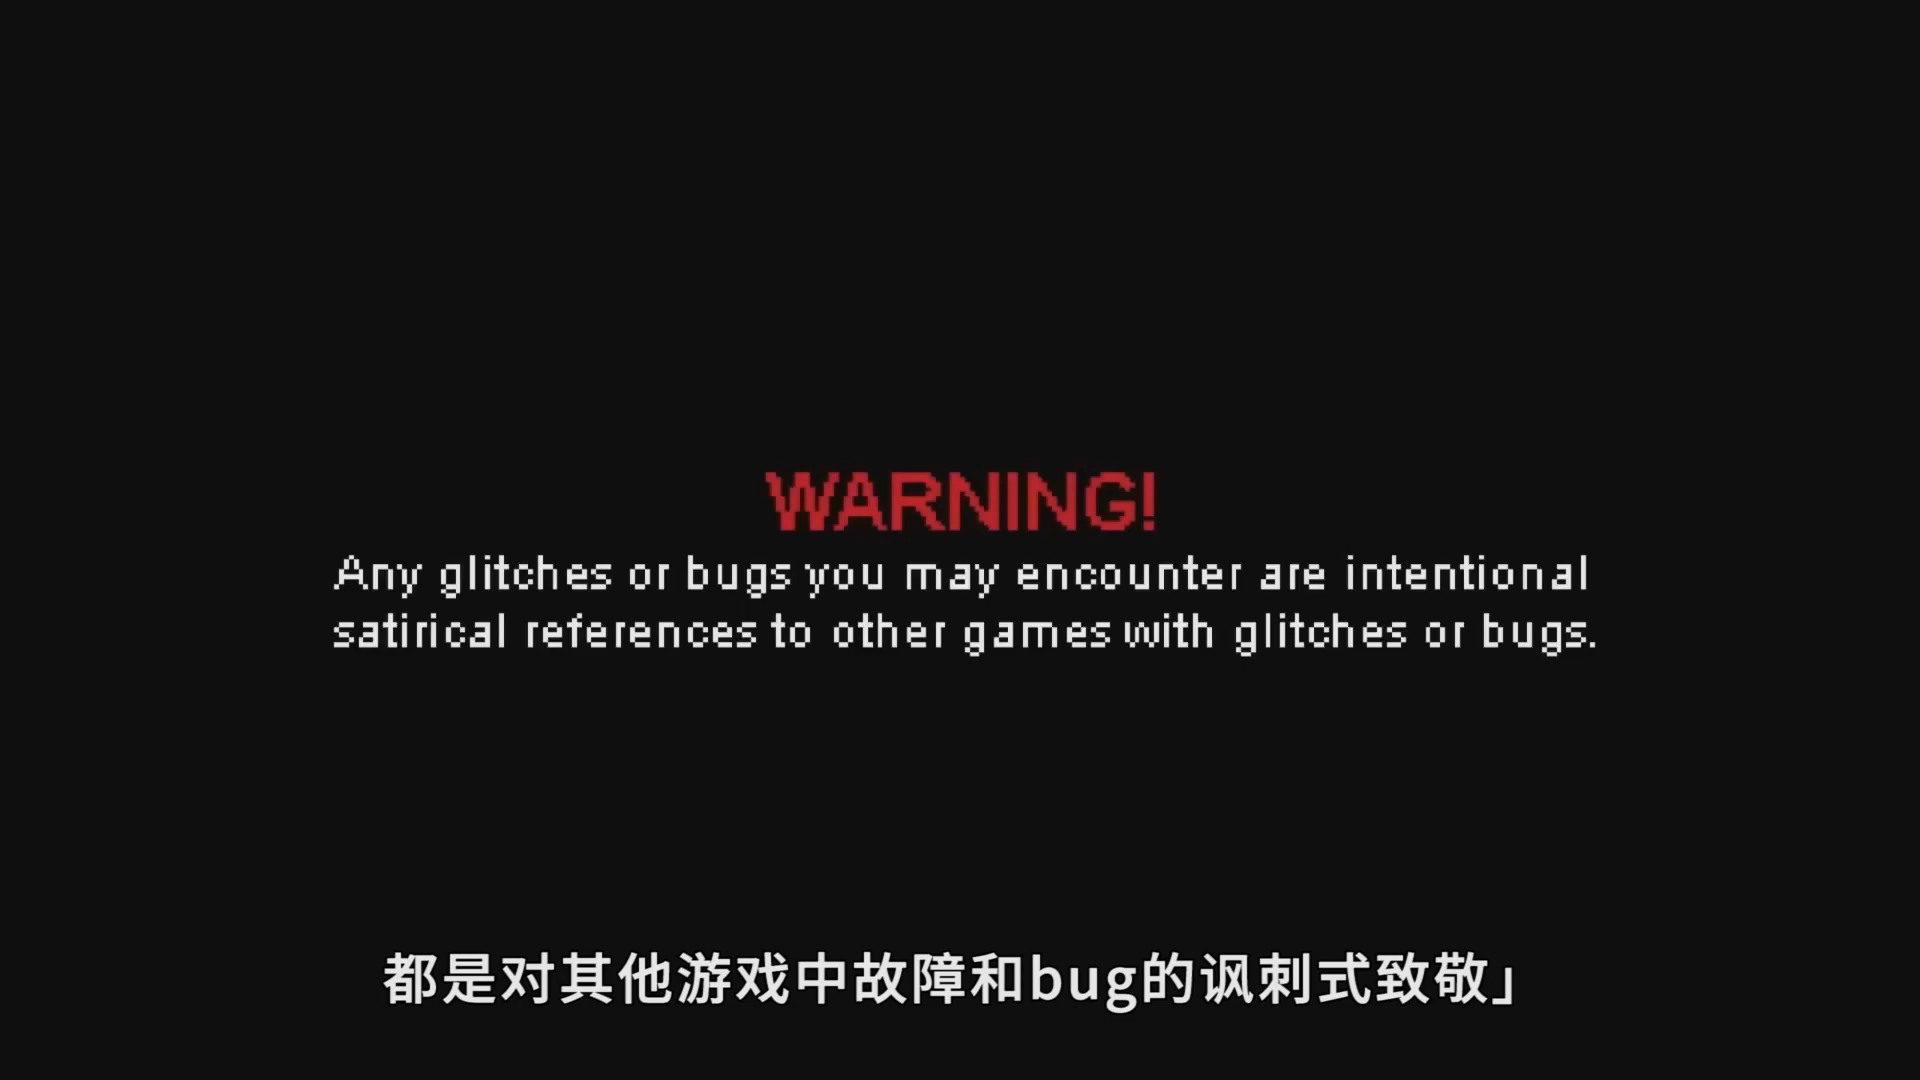 WARNING!
Any glitches or bugs you may encounter are intentional
satirical references to other games with glitches or bugs.
都是对其他游戏中故障和bug的讽刺式致敬」